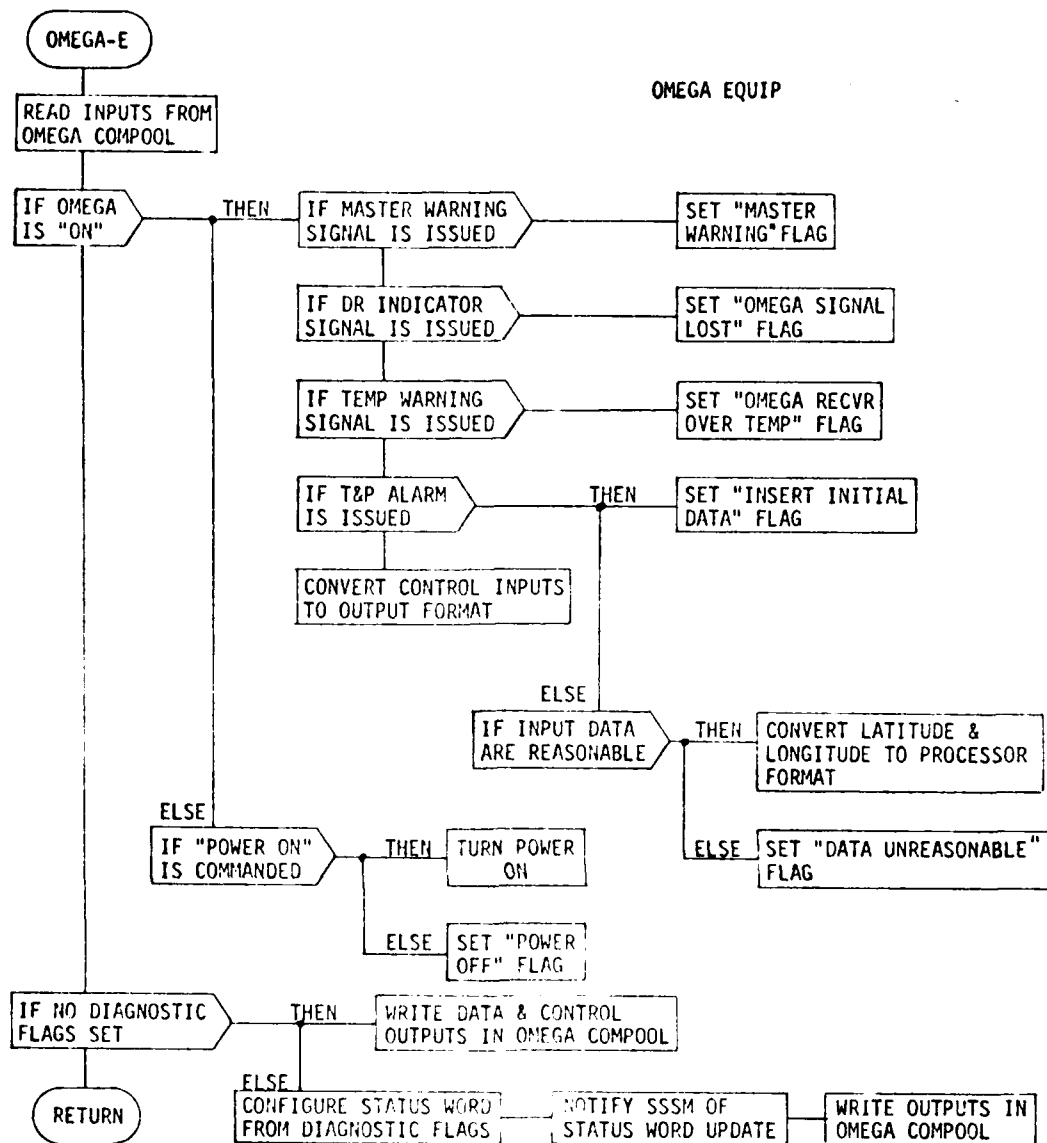 OMEGA-E
OMEGA EQUIP
READ INPUTS FROM
OMEGA COMPOOL
IF OMEGA
IS "ON"
THEN
IF MASTER WARNING
SIGNAL IS ISSUED
SET "MASTER
WARNING" FLAG
IF DR INDICATOR
SIGNAL IS ISSUED
SET "OMEGA SIGNAL
LOST" FLAG
IF TEMP WARNING
SIGNAL IS ISSUED
SET "OMEGA RECVR
OVER TEMP" FLAG
IF T&P ALARM
IS ISSUED
THEN
SET "INSERT INITIAL
DATA" FLAG
CONVERT CONTROL INPUTS
TO OUTPUT FORMAT
ELSE
IF INPUT DATA
ARE REASONABLE
THEN
CONVERT LATITUDE &
LONGITUDE TO PROCESSOR
FORMAT
ELSE
SET "DATA UNREASONABLE"
FLAG
ELSE
IF "POWER ON"
IS COMMANDED
THEN
TURN POWER
ON
ELSE
SET "POWER
OFF" FLAG
IF NO DIAGNOSTIC
FLAGS SET
THEN
WRITE DATA & CONTROL
OUTPUTS IN OMEGA COMPOOL
ELSE
CONFIGURE STATUS WORD
FROM DIAGNOSTIC FLAGS
NOTIFY SSSM OF
STATUS WORD UPDATE
WRITE OUTPUTS IN
OMEGA COMPOOL
RETURN